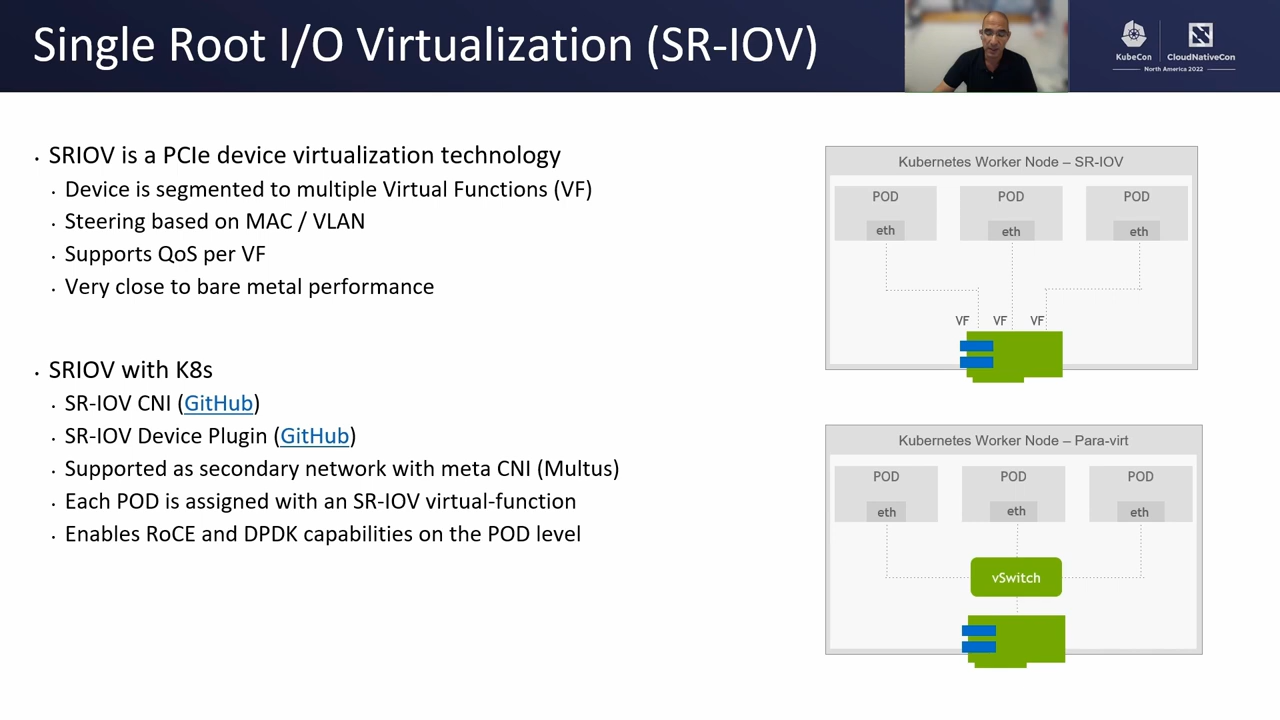 Single Root I/O Virtualization (SR-IOV)
KubeCon
CloudNativeCon
North America 2022
· SRIOV is a PCIe device virtualization technology
· Device is segmented to multiple Virtual Functions (VF)
· Steering based on MAC / VLAN
· Supports QoS per VF
· Very close to bare metal performance
· SRIOV with K8s
· SR-IOV CNI (GitHub)
· SR-IOV Device Plugin (GitHub)
· Supported as secondary network with meta CNI (Multus)
· Each POD is assigned with an SR-IOV virtual-function
· Enables RoCE and DPDK capabilities on the POD level
Kubernetes Worker Node – SR-IOV
POD POD POD
eth eth eth
VF VF VF
Kubernetes Worker Node – Para-virt
POD POD POD
eth eth eth
vSwitch